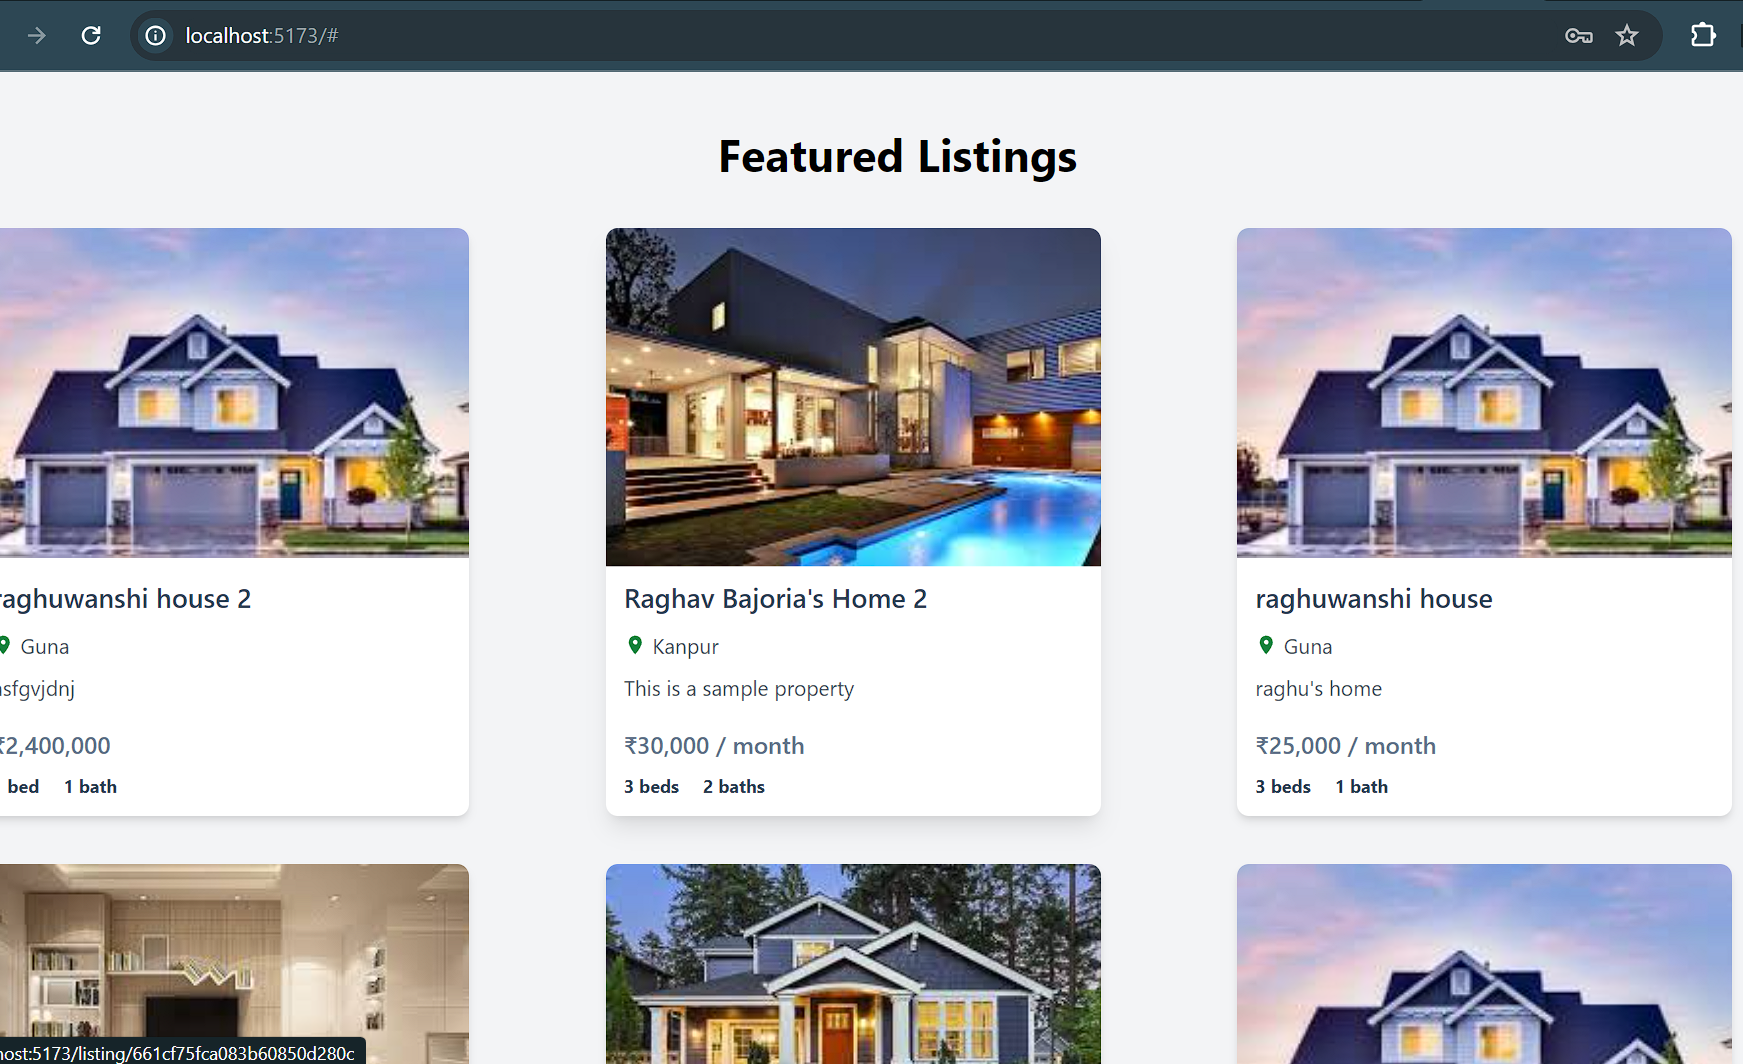 localhost:5173/#
Featured Listings
raghuwanshi house 2
Guna
sfgvjdnj
₹2,400,000
bed 1 bath
Raghav Bajoria's Home 2
Kanpur
This is a sample property
₹30,000 / month
3 beds 2 baths
raghuwanshi house
Guna
raghu's home
₹25,000 / month
3 beds 1 bath
host:5173/listing/661cf75fca083b60850d280c